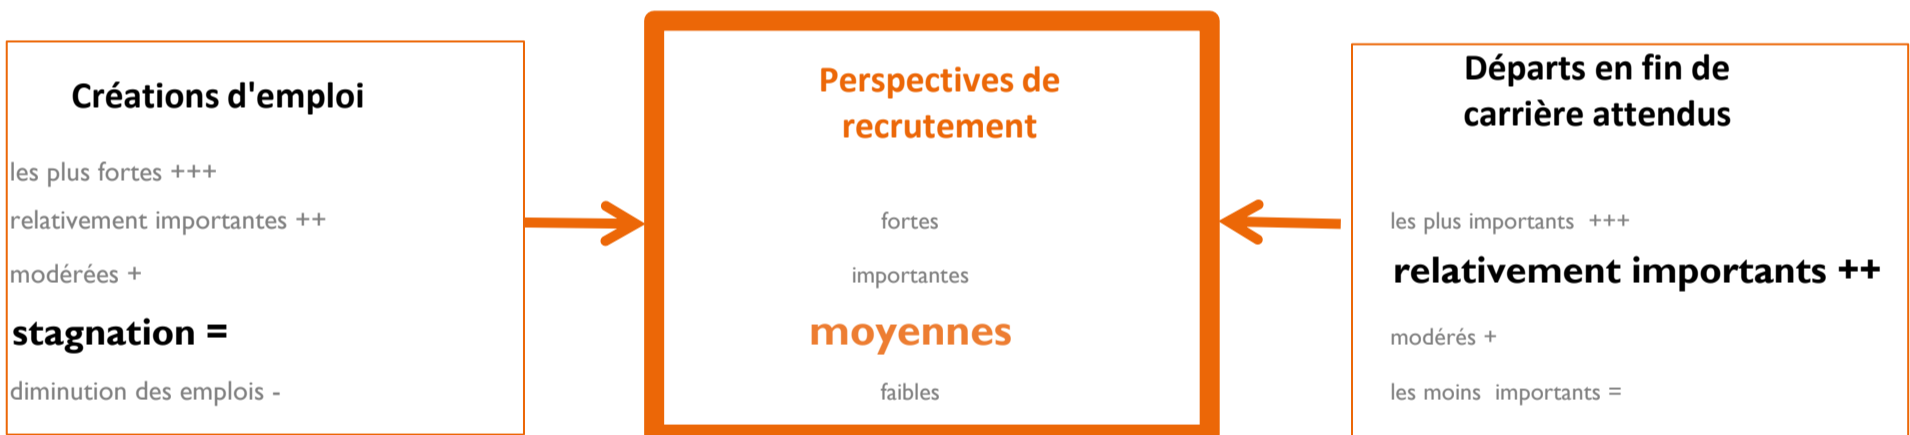 Créations d'emploi
les plus fortes +++
relativement importantes ++
modérées +
stagnation =
diminution des emplois -
Perspectives de
recrutement
fortes
importantes
moyennes
faibles
Départs en fin de
carrière attendus
les plus importants +++
relativement importants ++
modérés +
les moins importants =